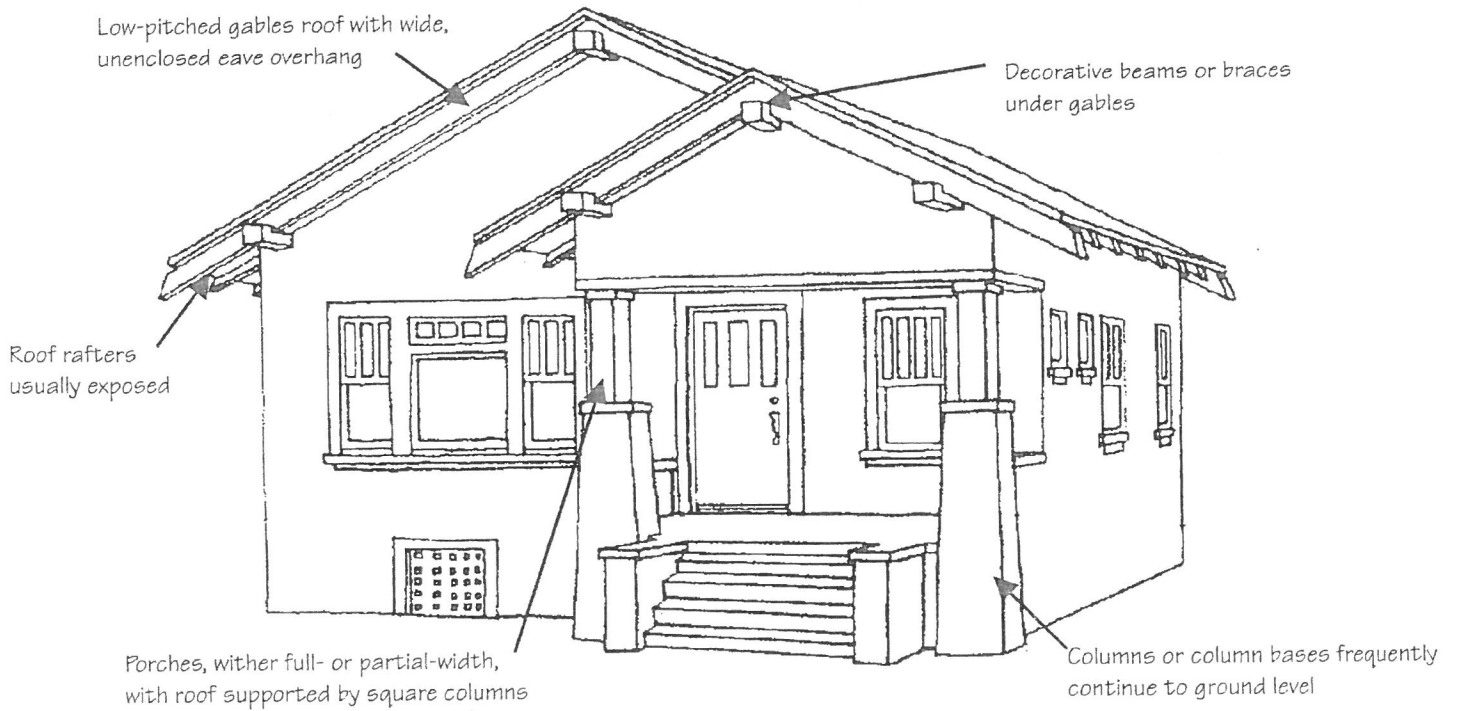 Low-pitched gables roof with wide,
unenclosed eave overhang
Decorative beams or braces
under gables
Roof rafters
usually exposed
Porches, wither full- or partial-width,
with roof supported by square columns
Columns or column bases frequently
continue to ground level